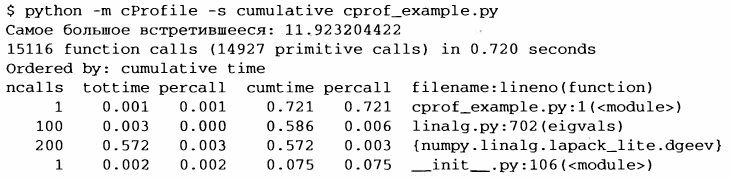 $ python -m cProfile -s cumulative cprof_example.py
Самое большое встретившееся: 11.923204422
15116 function calls (14927 primitive calls) in 0.720 seconds
Ordered by: cumulative time
ncalls tottime percall cumtime percall filename:lineno(function)
1 0.001 0.001 0.721 0.721 cprof_example.py:1(<module>)
100 0.003 0.000 0.586 0.006 linalg.py:702(eigvals)
200 0.572 0.003 0.572 0.003 {numpy.linalg.lapack_lite.dgeev}
1 0.002 0.002 0.075 0.075 __init__.py:106(<module>)